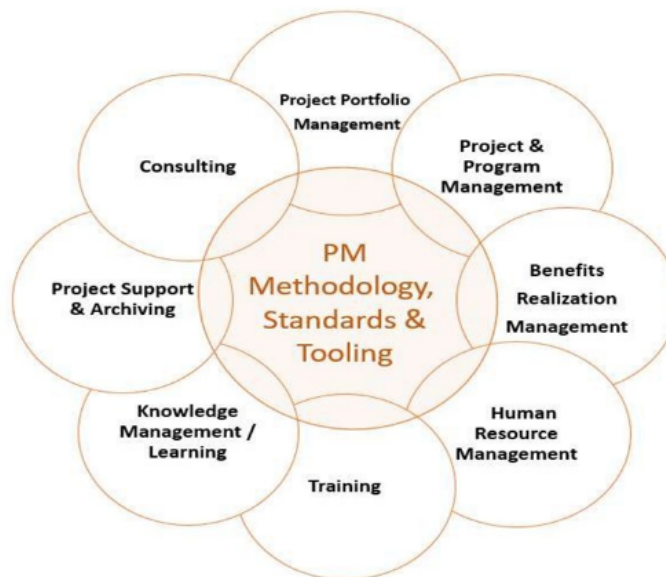 Project Portfolio
Management
Project &
Program
Management
Benefits
Realization
Management
Human
Resource
Management
Training
Knowledge
Management /
Learning
Project Support
& Archiving
Consulting
PM
Methodology,
Standards &
Tooling